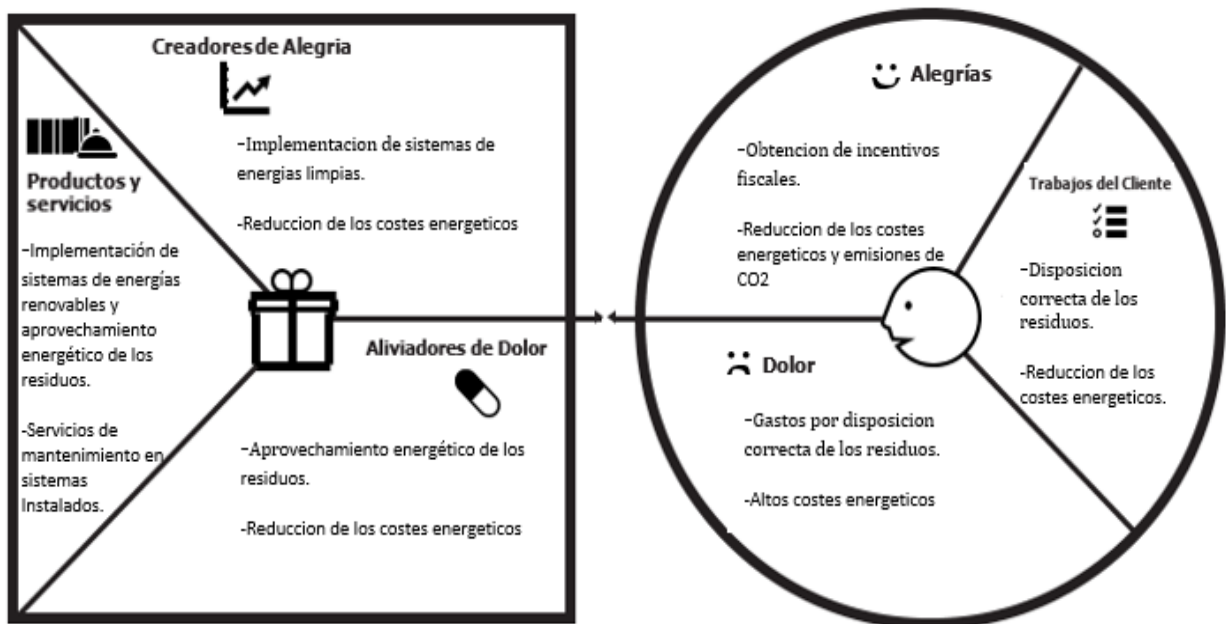 Creadores de Alegria
-Implementacion de sistemas de
energias limpias.
-Reduccion de los costes energeticos
Productos y
servicios
-Implementación de
sistemas de energías
renovables y
aprovechamiento
energético de los
residuos.
-Servicios de
mantenimiento en
sistemas
Instalados.
Aliviadores de Dolor
-Aprovechamiento energético de los
residuos.
-Reduccion de los costes energeticos
Alegrías
-Obtencion de incentivos
fiscales.
-Reduccion de los costes
energeticos y emisiones de
CO2
Trabajos del Cliente
-Disposicion
correcta de los
residuos.
-Reduccion de los
costes energeticos.
Dolor
-Gastos por disposicion
correcta de los residuos.
-Altos costes energeticos